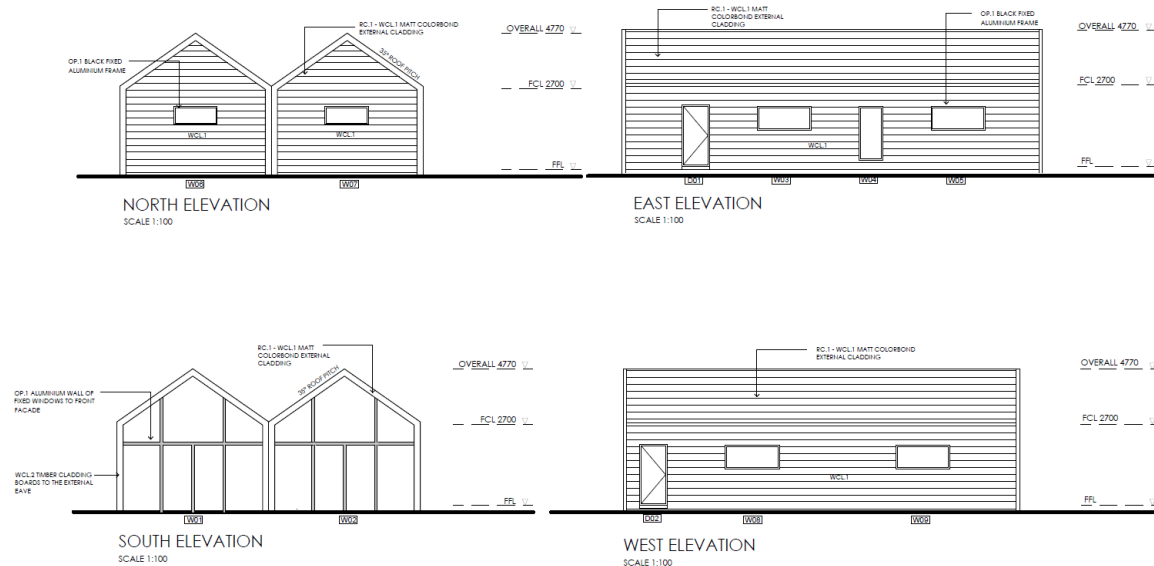 RC.1 - WCL.1 MATT COLORBOND
EXTERNAL CLADDING
OP.1 BLACK FIXED
ALUMINIUM FRAME
35° ROOF PITCH
WCL.1
WCL.1
OVERALL 4770
FCL 2700
FFL
W06
W07
NORTH ELEVATION
SCALE 1:100
RC.1 - WCL.1 MATT
COLORBOND EXTERNAL
CLADDING
OP.1 BLACK FIXED
ALUMINIUM FRAME
WCL.1
OVERALL 4770
FCL 2700
FFL
D01
W03
W04
W05
EAST ELEVATION
SCALE 1:100
RC.1 - WCL.1 MATT
COLORBOND EXTERNAL
CLADDING
35° ROOF PITCH
OP.1 ALUMINIUM WALL OF
FIXED WINDOWS TO FRONT
FACADE
WCL.2 TIMBER CLADDING
BOARDS TO THE EXTERNAL
EAVE
OVERALL 4770
FCL 2700
FFL
W01
W02
SOUTH ELEVATION
SCALE 1:100
RC.1 - WCL.1 MATT COLORBOND
EXTERNAL CLADDING
WCL.1
OVERALL 4770
FCL 2700
FFL
D02
W08
W09
WEST ELEVATION
SCALE 1:100